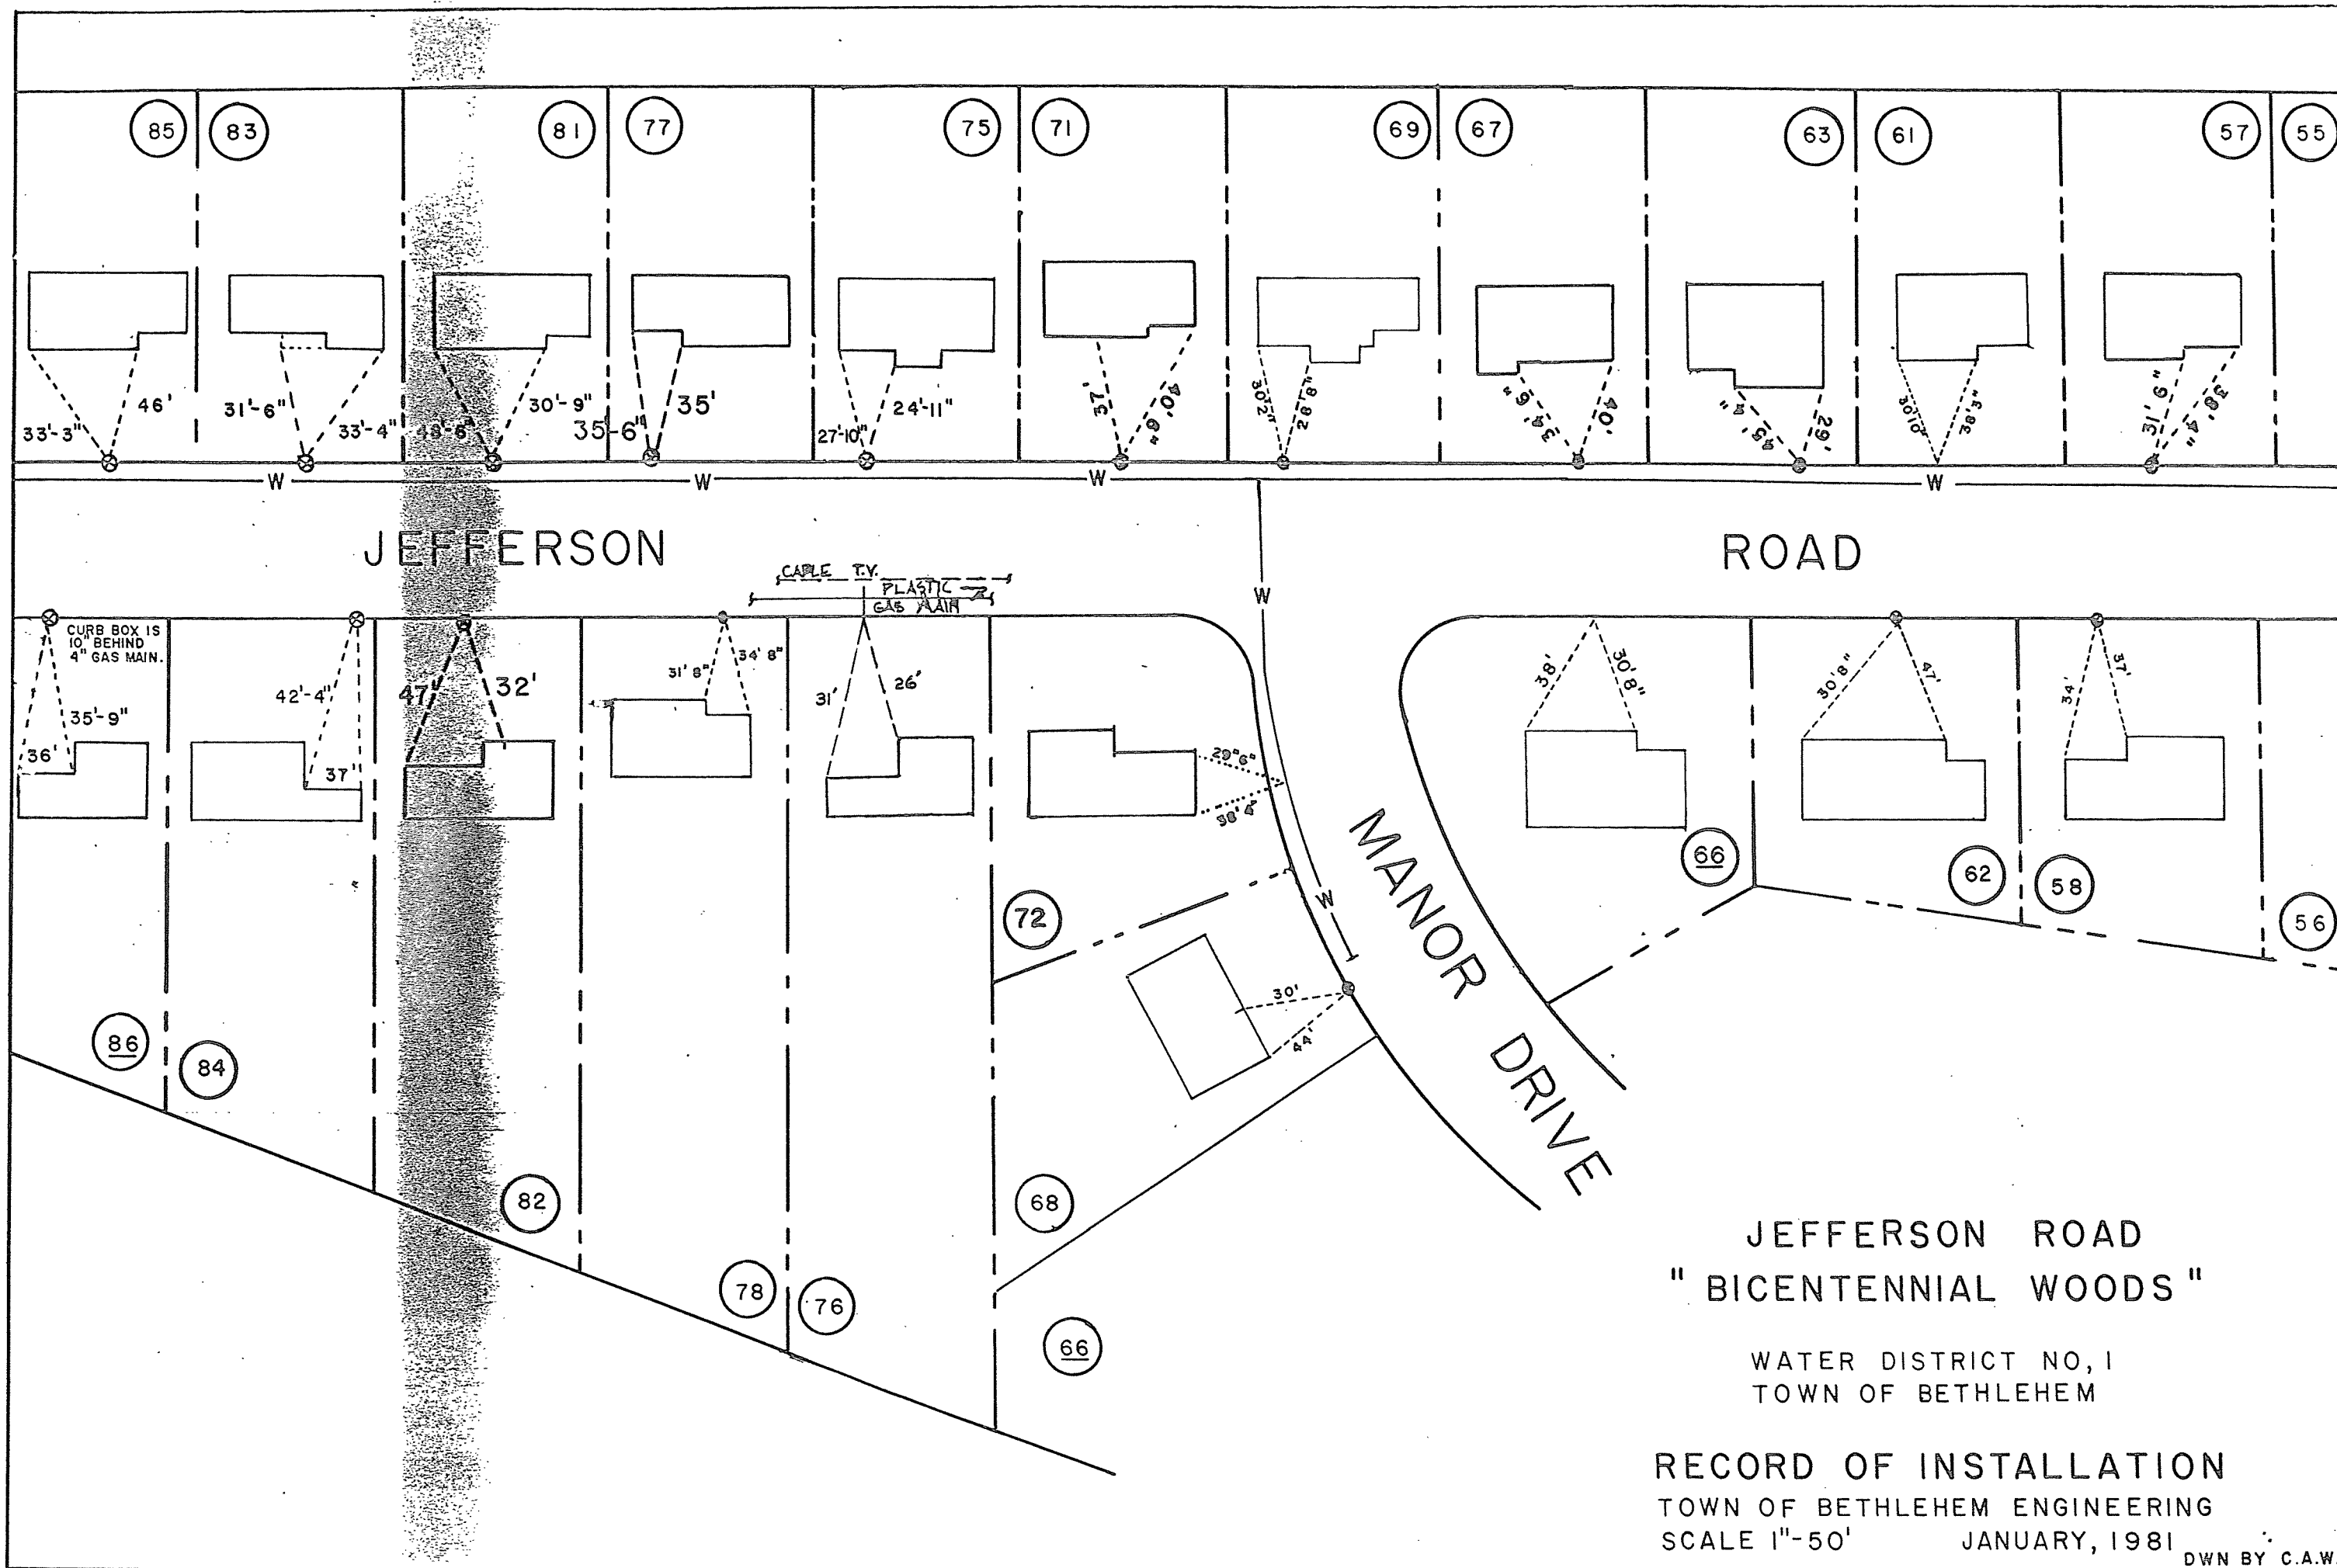 85 83 81 77 75 71 69 67 63 61 57 55
33'-3" 46' 31'-6" 33'-4" 48'-6" 30'-9" 35'-6" 35' 27'-10" 24'-11" 37' 40'6" 30'2" 28'8" 34'6" 40' 45'4" 29' 30'10" 38'3" 31'6" 38'4"
W W W W
JEFFERSON ROAD
CABLE T.V.
PLASTIC
GAS MAIN
W
CURB BOX IS
10" BEHIND
4" GAS MAIN.
36' 35'-9" 42'-4" 37' 47' 32' 31'8" 34'8" 31' 26' 38' 30'8" 30'8" 47' 34' 37'
29"6"
38'4"
MANOR DRIVE
W
66 62 58 56
72
30'
44'
86 84 82 78 76 68 66
JEFFERSON ROAD
"BICENTENNIAL WOODS"
WATER DISTRICT NO, 1
TOWN OF BETHLEHEM
RECORD OF INSTALLATION
TOWN OF BETHLEHEM ENGINEERING
SCALE 1"-50' JANUARY, 1981
DWN BY C.A.W.